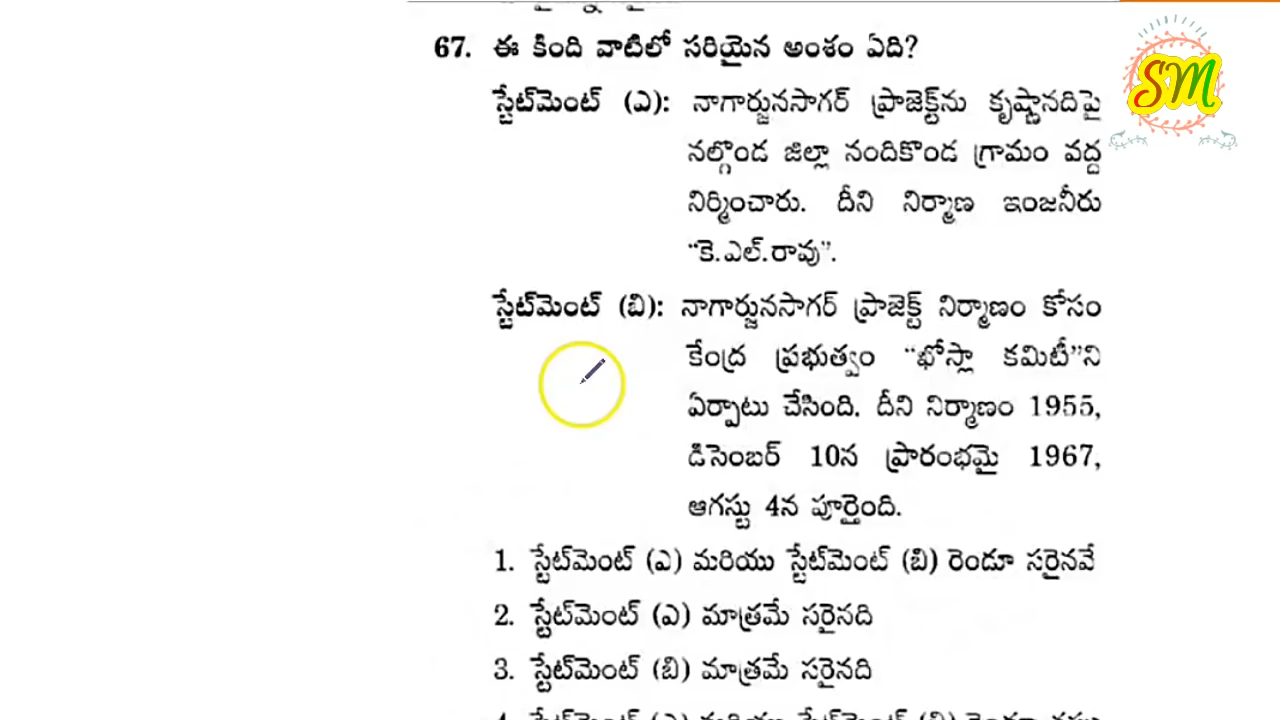 67. ఈ కింది వాటిలో సరియైన అంశం ఏది?
SM
స్టేట్‌మెంట్ (ఎ): నాగార్జునసాగర్ ప్రాజెక్ట్‌ను కృష్ణానదిపై
నల్గొండ జిల్లా నందికొండ గ్రామం వద్ద
నిర్మించారు. దీని నిర్మాణ ఇంజనీరు
“కె.ఎల్.రావు”.
స్టేట్‌మెంట్ (బి): నాగార్జునసాగర్ ప్రాజెక్ట్ నిర్మాణం కోసం
కేంద్ర ప్రభుత్వం “ఖోస్లా కమిటీ”ని
ఏర్పాటు చేసింది. దీని నిర్మాణం 1955,
డిసెంబర్ 10న ప్రారంభమై 1967,
ఆగస్టు 4న పూర్తైంది.
1. స్టేట్‌మెంట్ (ఎ) మరియు స్టేట్‌మెంట్ (బి) రెండూ సరైనవే
2. స్టేట్‌మెంట్ (ఎ) మాత్రమే సరైనది
3. స్టేట్‌మెంట్ (బి) మాత్రమే సరైనది